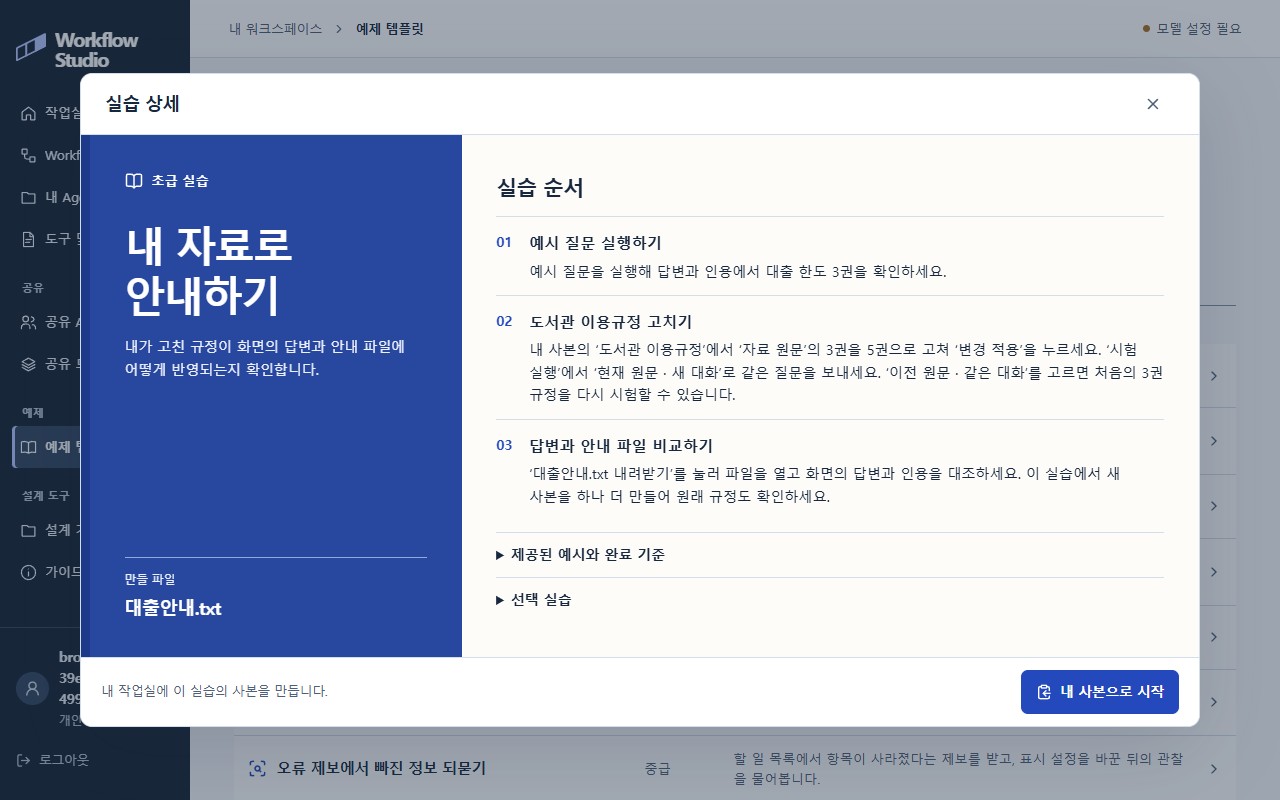 Workflow
Studio
내 워크스페이스 > 예제 템플릿
모델 설정 필요
작업실
공유
공유
공유
예제
예제
설계 도구
설계
가이드
개인
로그아웃
실습 상세
초급 실습
내 자료로
안내하기
내가 고친 규정이 화면의 답변과 안내 파일에
어떻게 반영되는지 확인합니다.
만들 파일
대출안내.txt
실습 순서
01 예시 질문 실행하기
예시 질문을 실행해 답변과 인용에서 대출 한도 3권을 확인하세요.
02 도서관 이용규정 고치기
내 사본의 ‘도서관 이용규정’에서 ‘자료 원문’의 3권을 5권으로 고쳐 ‘변경 적용’을 누르세요. ‘시험
실행’에서 ‘현재 원문 · 새 대화’로 같은 질문을 보내세요. ‘이전 원문 · 같은 대화’를 고르면 처음의 3권
규정을 다시 시험할 수 있습니다.
03 답변과 안내 파일 비교하기
‘대출안내.txt 내려받기’를 눌러 파일을 열고 화면의 답변과 인용을 대조하세요. 이 실습에서 새
사본을 하나 더 만들어 원래 규정도 확인하세요.
▶ 제공된 예시와 완료 기준
▶ 선택 실습
내 작업실에 이 실습의 사본을 만듭니다.
내 사본으로 시작
오류 제보에서 빠진 정보 되묻기
중급
할 일 목록에서 항목이 사라졌다는 제보를 받고, 표시 설정을 바꾼 뒤의 관찰
을 물어봅니다.